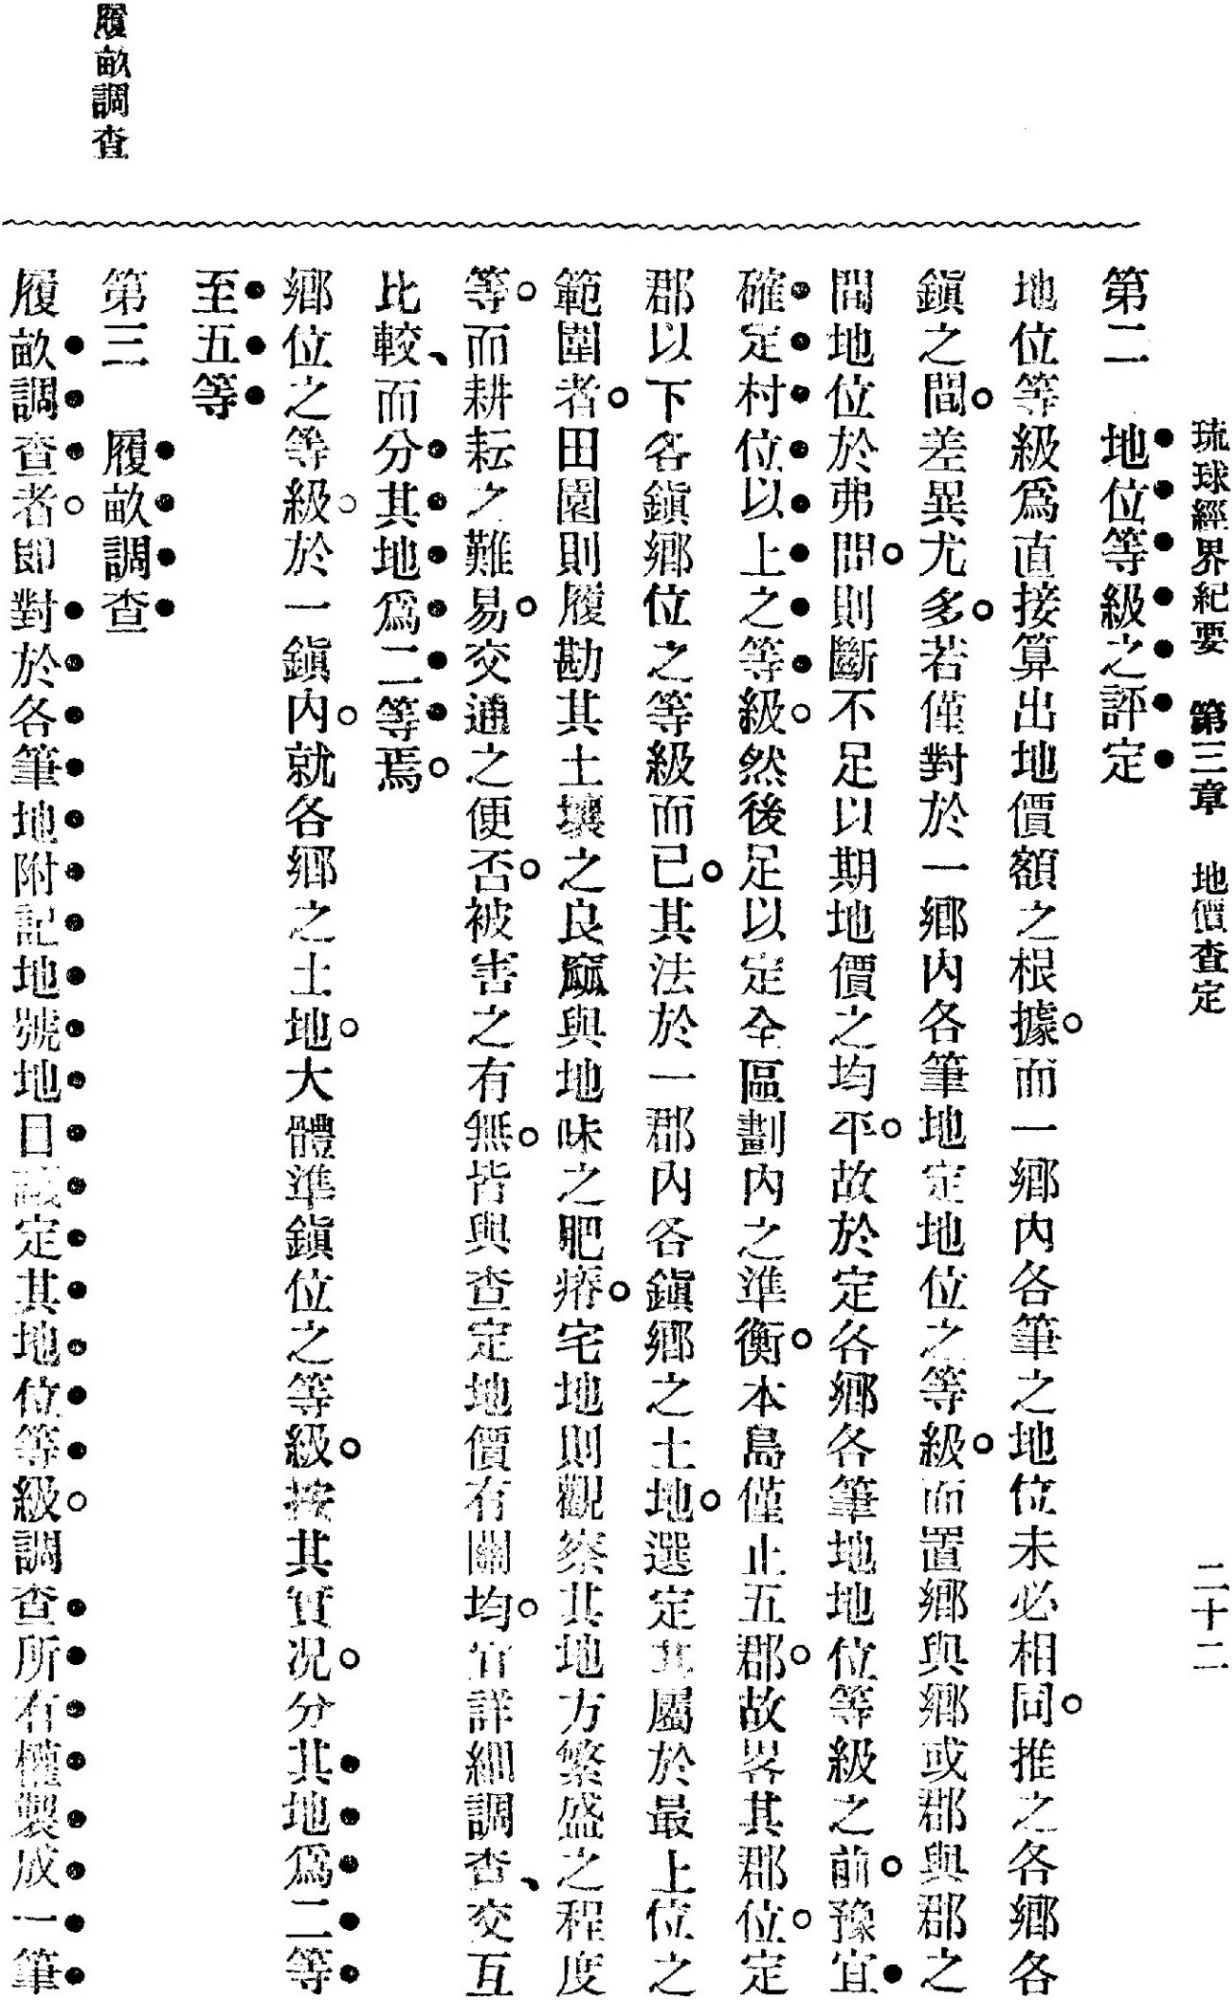 琉球經界紀要　第三章　地價查定　二十二
第二　地位等級之評定
地位等級爲直接算出地價額之根據。而一鄉內各筆之地位未必相同。推之各鄉各
鎭之間。差異尤多。若僅對於一鄉內各筆地定地位之等級。而置鄉與鄉或郡與郡之
間地位於弗問。則斷不足以期地價之均平。故於定各鄉各筆地地位等級之前。豫宜
確定村位以上之等級。然後足以定全區劃內之準衡。本島僅止五郡。故畧其郡位。定
郡以下各鎭鄉位之等級而已。其法於一郡內各鎭鄉之土地。選定其屬於最上位之
範圍者。田園則履勘其土壤之良窳與地味之肥瘠。宅地則觀察其地方繁盛之程度
等。而耕耘之難易。交通之便否。被害之有無。皆與查定地價有關均。宜詳細調查、交互
比較、而分其地爲二等焉。
鄉位之等級。於一鎭內。就各鄉之土地。大體準鎭位之等級。按其實況。分其地爲二等
至五等
第三　履畝調查
履畝調查
履畝調查者。卽對於各筆地附記地號地目議定其地位等級。調查所有權製成一筆